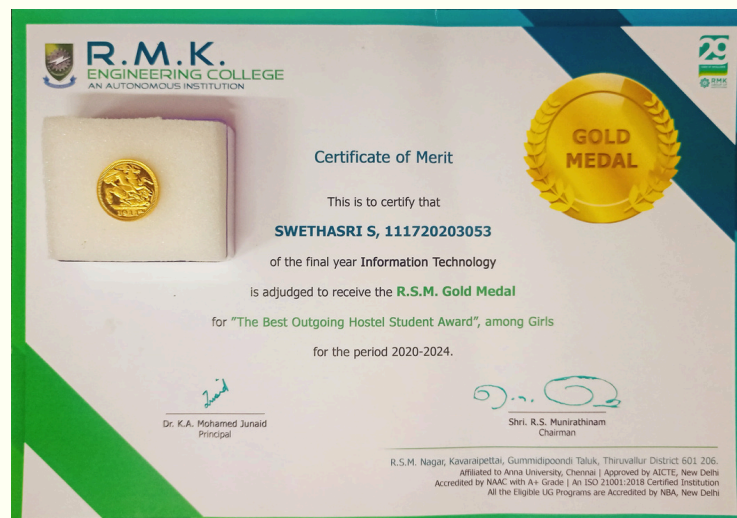 R.M.K.
ENGINEERING COLLEGE
AN AUTONOMOUS INSTITUTION
29
RMK
GOLD
MEDAL
Certificate of Merit
This is to certify that
SWETHASRI S, 111720203053
of the final year Information Technology
is adjudged to receive the R.S.M. Gold Medal
for "The Best Outgoing Hostel Student Award", among Girls
for the period 2020-2024.
Dr. K.A. Mohamed Junaid
Principal
Shri. R.S. Munirathinam
Chairman
R.S.M. Nagar, Kavaraipettai, Gummidipoondi Taluk, Thiruvallur District 601 206.
Affiliated to Anna University, Chennai | Approved by AICTE, New Delhi
Accredited by NAAC with A+ Grade | An ISO 21001:2018 Certified Institution
All the Eligible UG Programs are Accredited by NBA, New Delhi